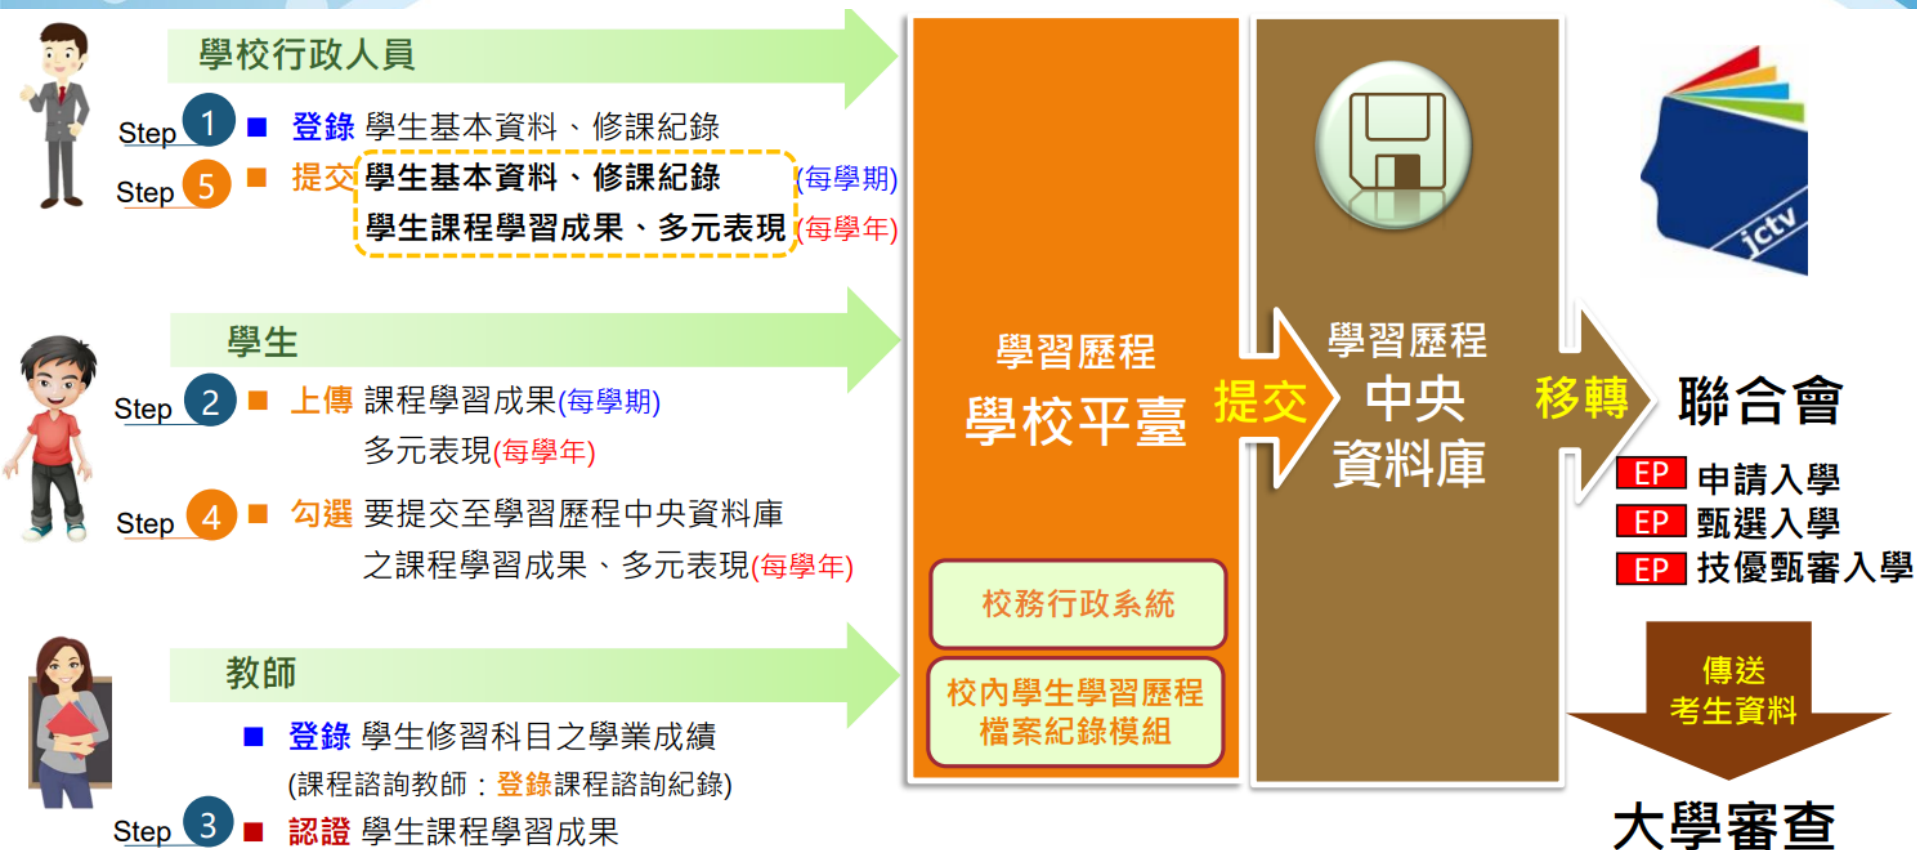 學校行政人員
Step 1 ■ 登錄 學生基本資料、修課紀錄
Step 5 ■ 提交 學生基本資料、修課紀錄 (每學期)
學生課程學習成果、多元表現 (每學年)
學生
Step 2 ■ 上傳 課程學習成果(每學期)
多元表現(每學年)
Step 4 ■ 勾選 要提交至學習歷程中央資料庫
之課程學習成果、多元表現(每學年)
教師
■ 登錄 學生修習科目之學業成績
(課程諮詢教師：登錄課程諮詢紀錄)
Step 3 ■ 認證 學生課程學習成果
學習歷程
學校平臺
校務行政系統
校內學生學習歷程
檔案紀錄模組
提交
學習歷程
中央
資料庫
移轉
jctv
聯合會
EP 申請入學
EP 甄選入學
EP 技優甄審入學
傳送
考生資料
大學審查